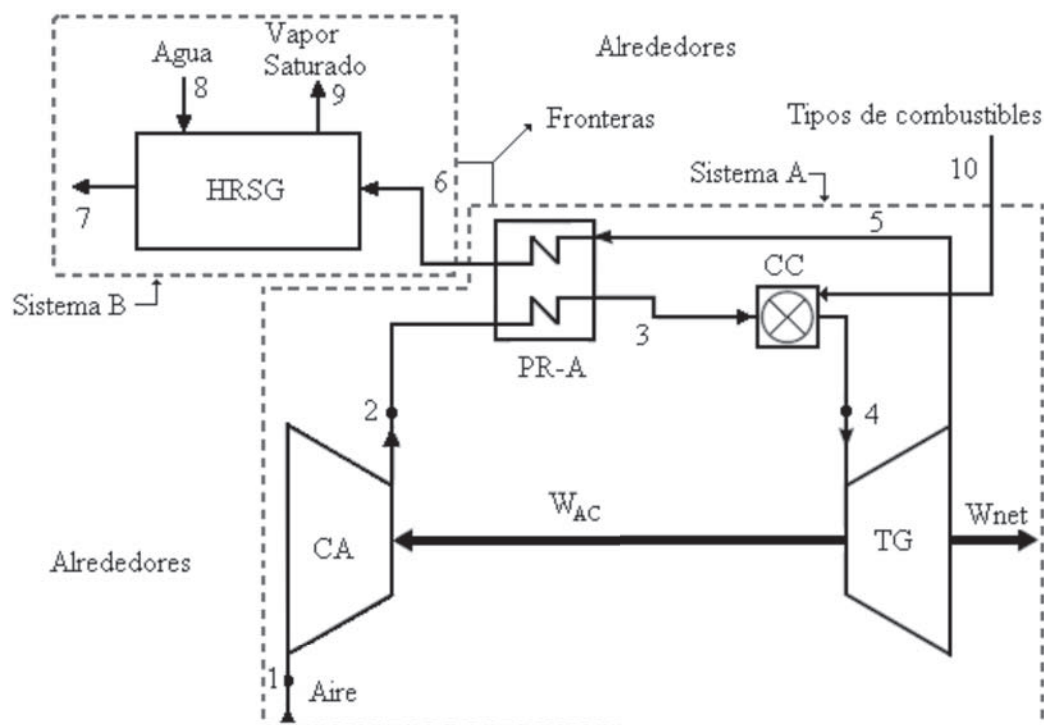 Vapor
Saturado
Agua
8
9
Alrededores
Fronteras
Tipos de combustibles
10
HRSG
6
7
Sistema A
5
Sistema B
CC
3
PR-A
2
4
W_AC
Wnet
CA
TG
Alrededores
1
Aire